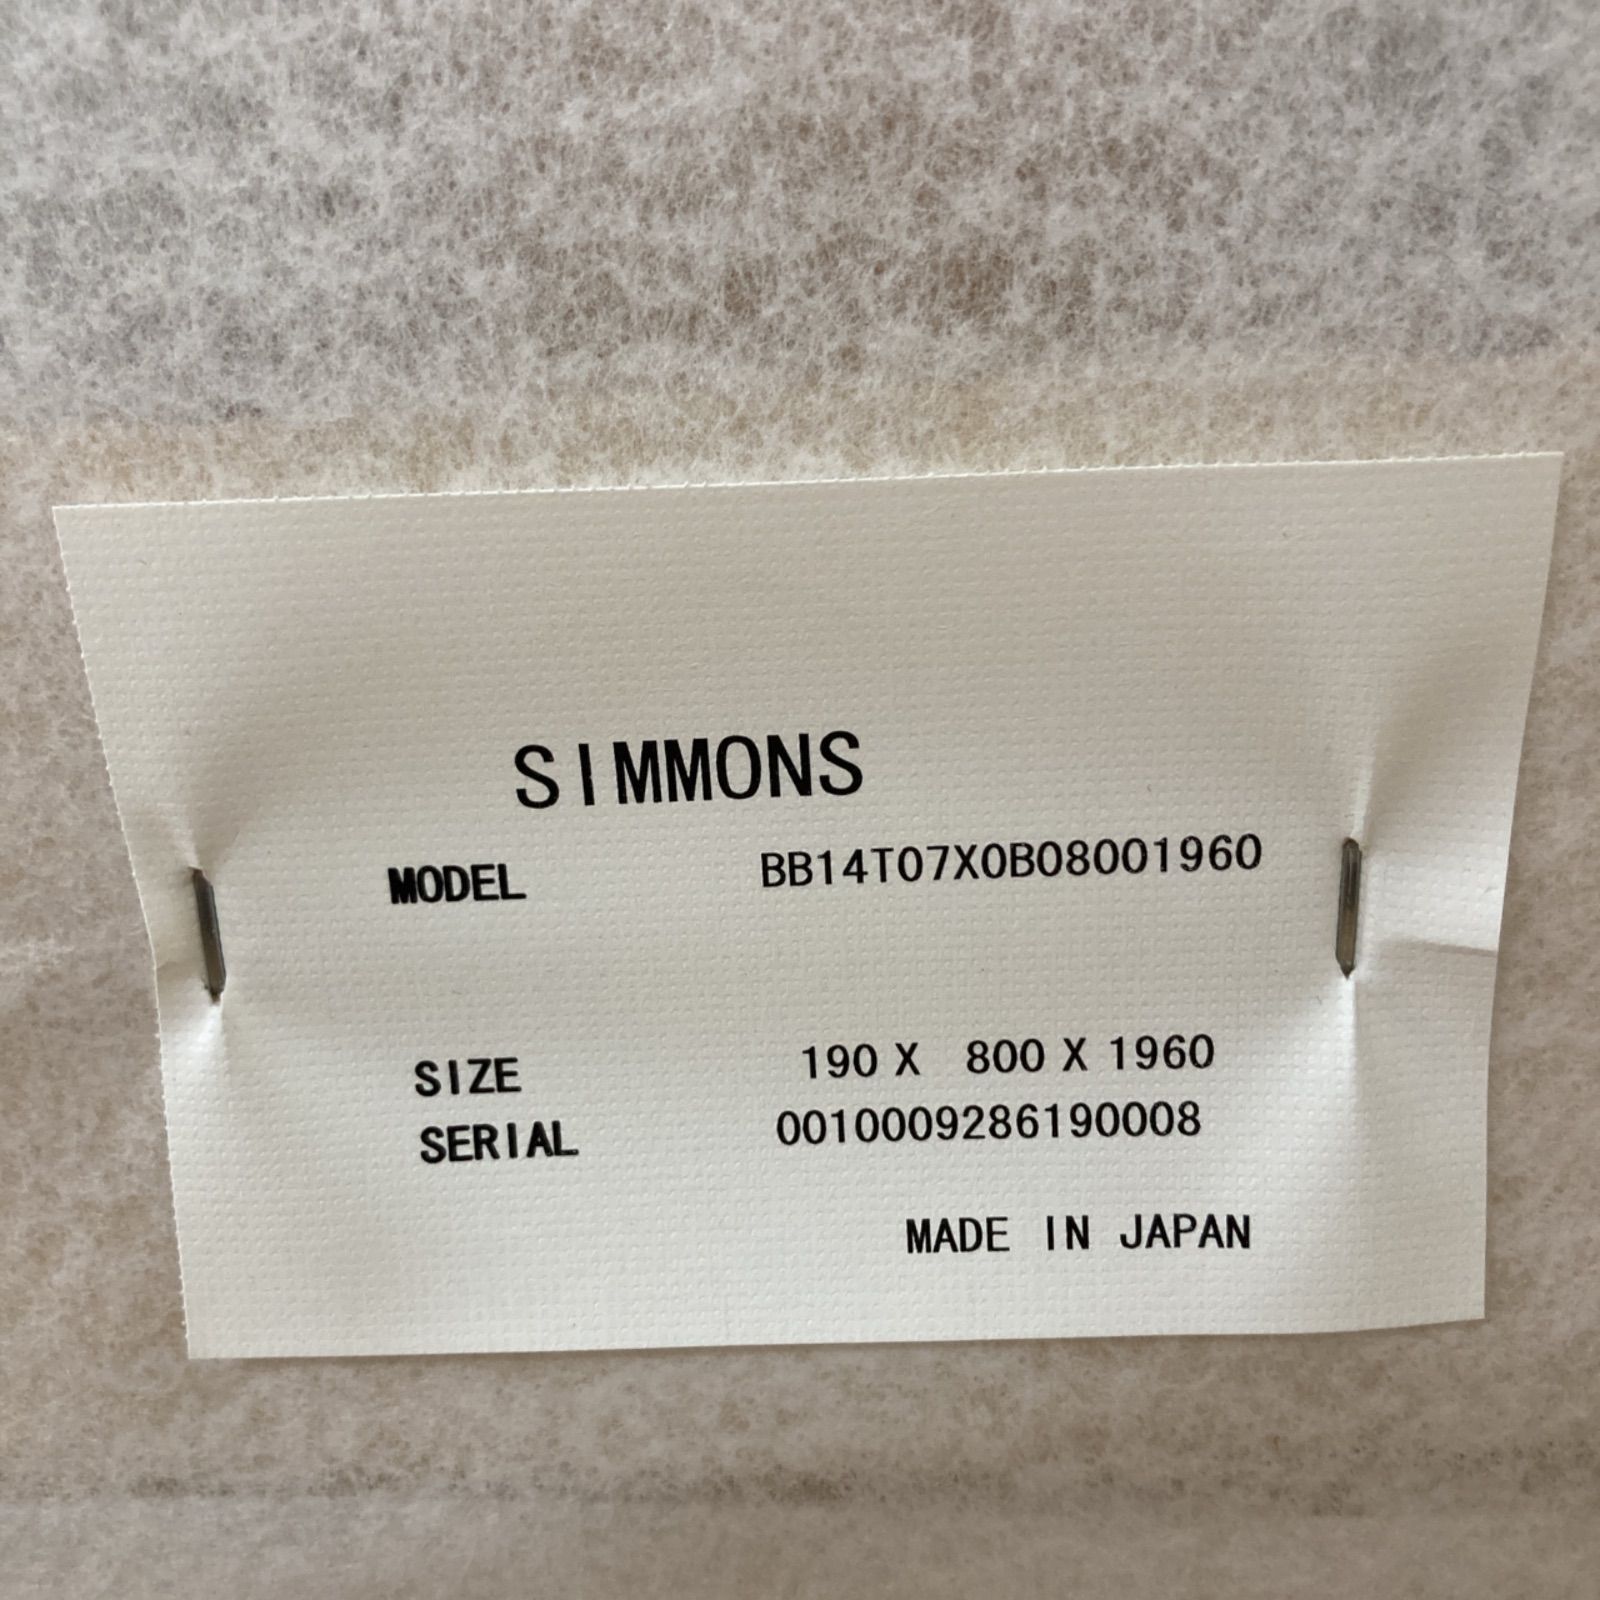 SIMMONS
MODEL BB14T07X0B08001960
SIZE 190 X 800 X 1960
SERIAL 0010009286190008
MADE IN JAPAN